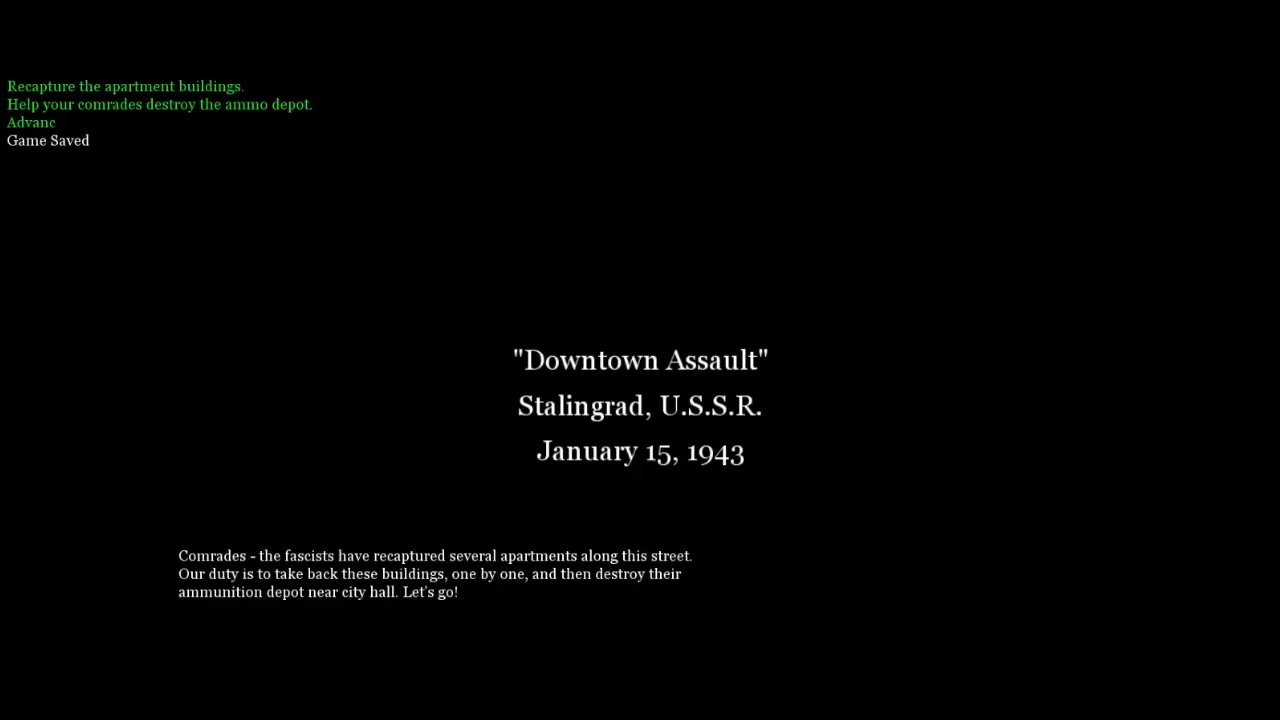 Recapture the apartment buildings.
Help your comrades destroy the ammo depot.
Advanc
Game Saved
"Downtown Assault"
Stalingrad, U.S.S.R.
January 15, 1943
Comrades - the fascists have recaptured several apartments along this street.
Our duty is to take back these buildings, one by one, and then destroy their
ammunition depot near city hall. Let's go!